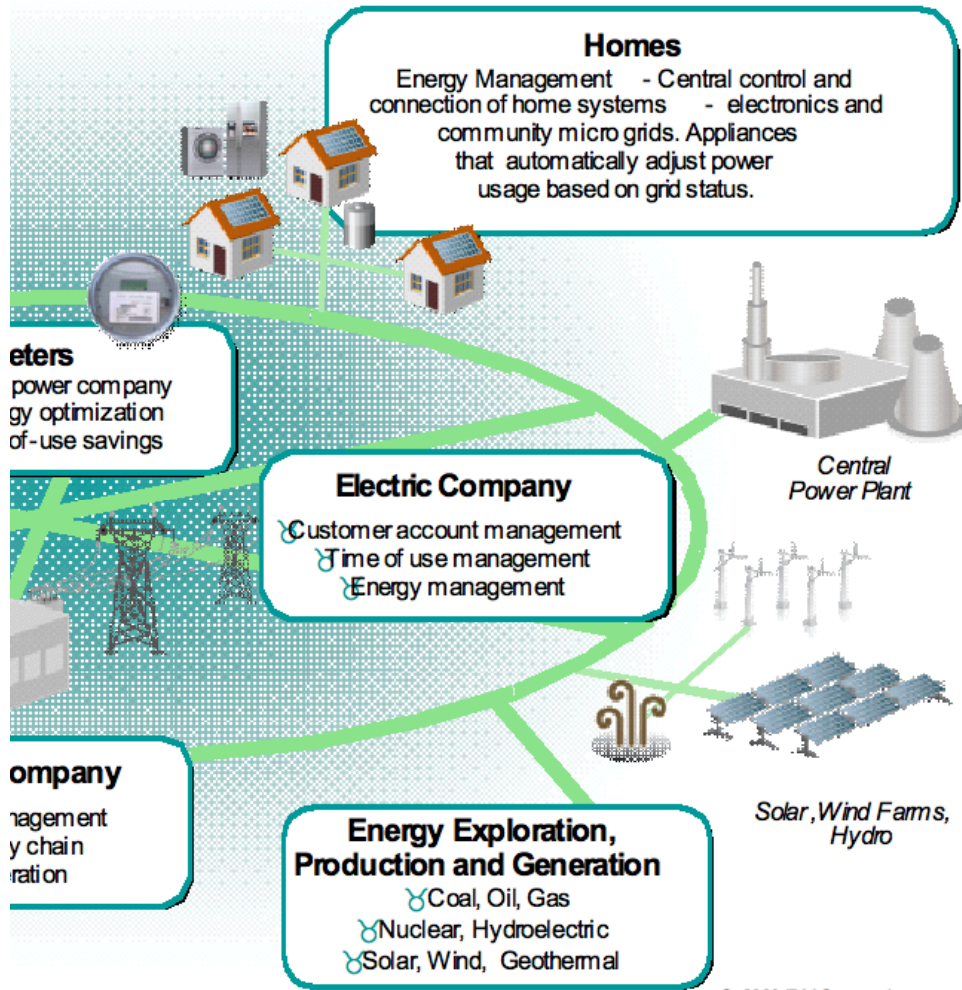 Homes
Energy Management - Central control and
connection of home systems - electronics and
community micro grids. Appliances
that automatically adjust power
usage based on grid status.
eters
power company
gy optimization
of-use savings
Central
Power Plant
Electric Company
Customer account management
Time of use management
Energy management
Solar ,Wind Farms,
Hydro
ompany
nagement
y chain
eration
Energy Exploration,
Production and Generation
Coal, Oil, Gas
Nuclear, Hydroelectric
Solar, Wind, Geothermal